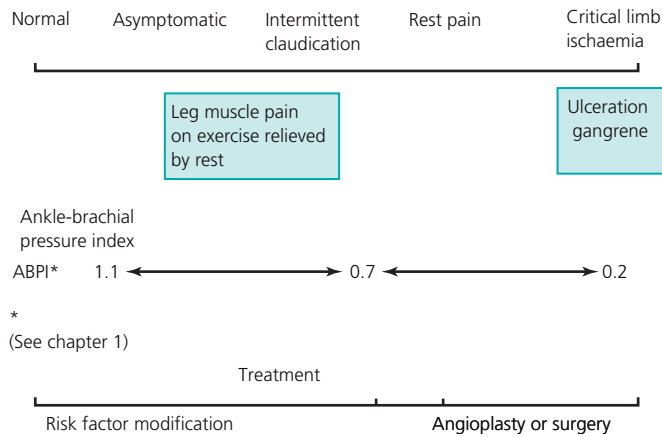 Normal Asymptomatic Intermittent claudication Rest pain Critical limb ischaemia
Leg muscle pain
on exercise relieved
by rest
Ulceration
gangrene
Ankle-brachial
pressure index
ABPI* 1.1 0.7 0.2
*
(See chapter 1)
Treatment
Risk factor modification Angioplasty or surgery